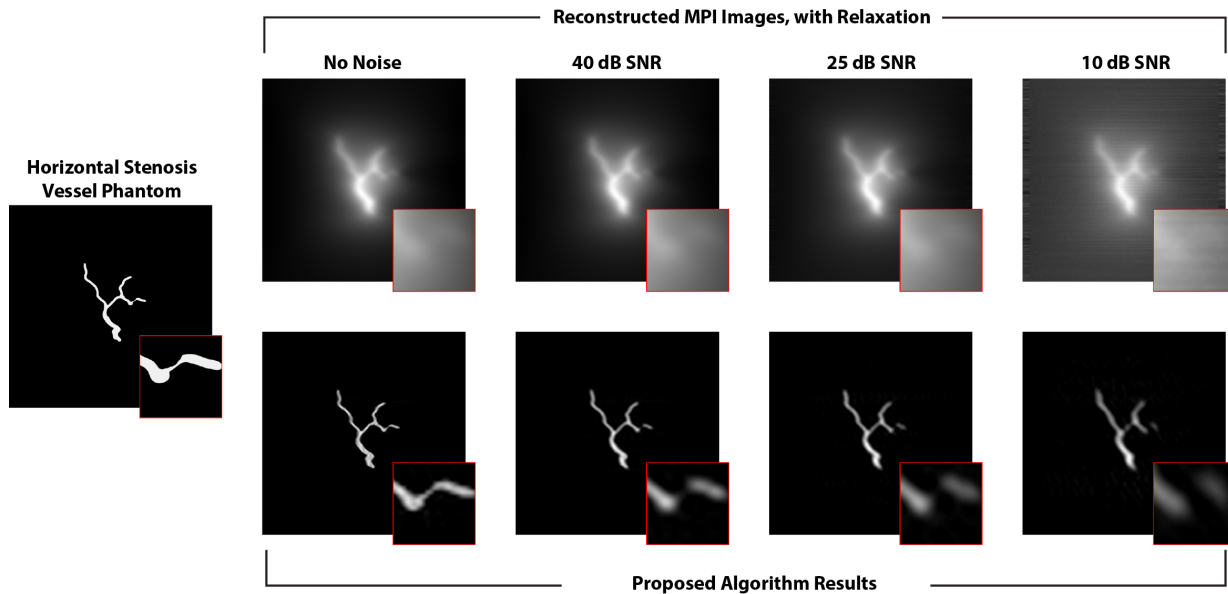 Reconstructed MPI Images, with Relaxation
No Noise
40 dB SNR
25 dB SNR
10 dB SNR
Horizontal Stenosis
Vessel Phantom
Proposed Algorithm Results